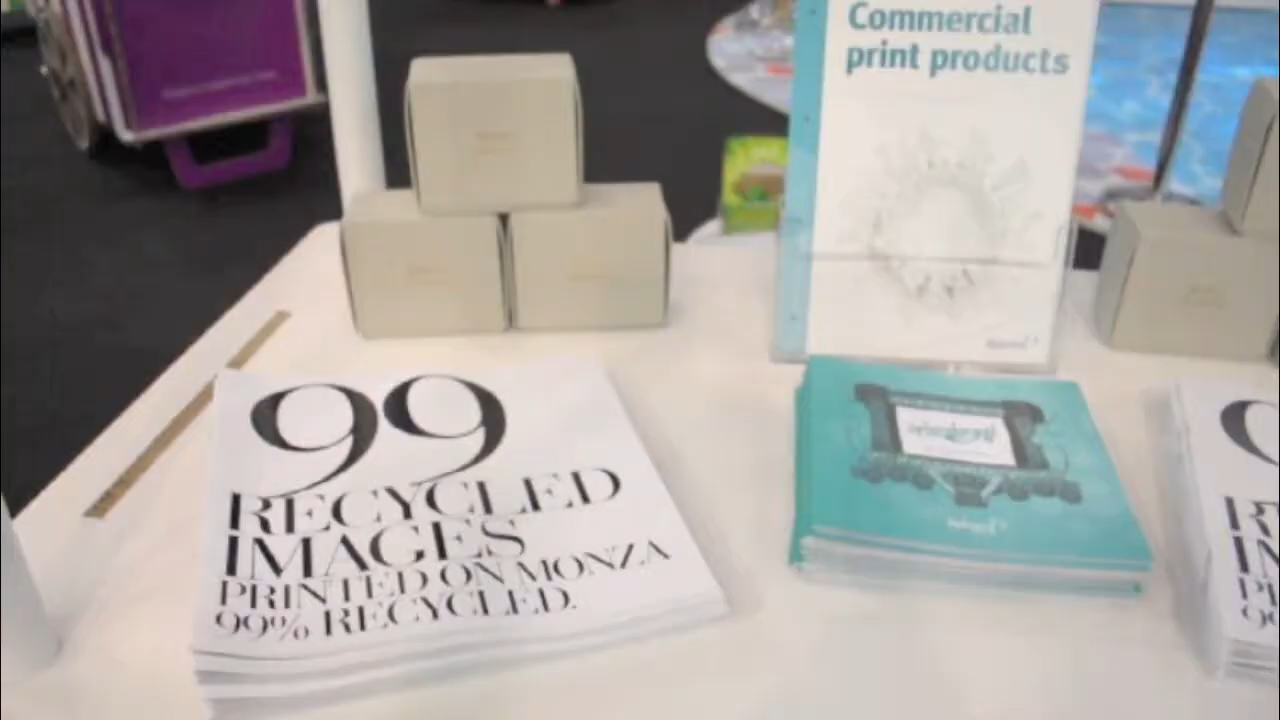 Commercial
print products
99
RECYCLED
IMAGES
PRINTED ON MONZA
99% RECYCLED.